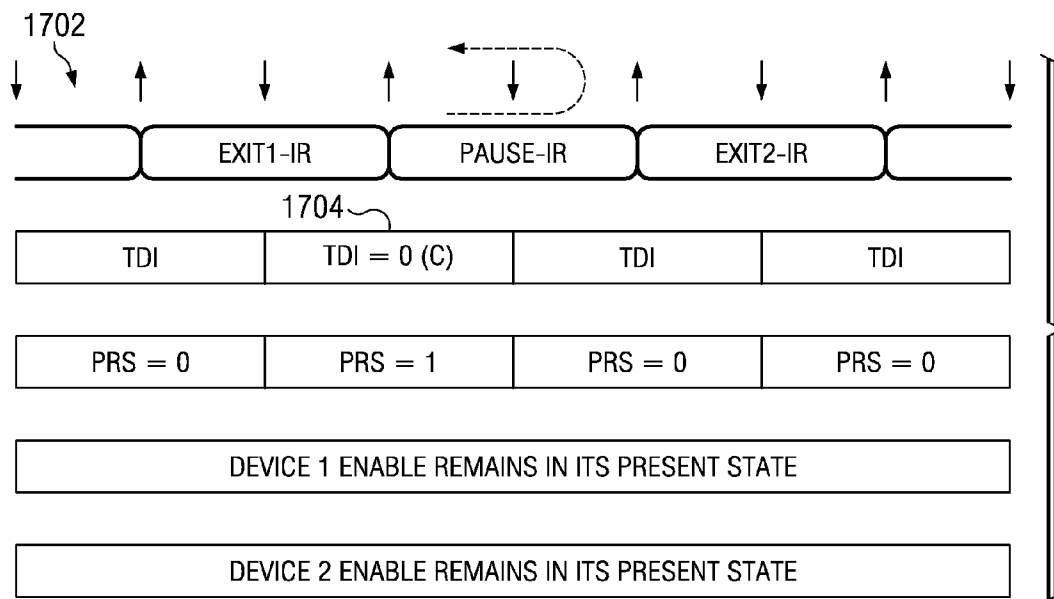 1702
EXIT1-IR PAUSE-IR EXIT2-IR
1704
TDI TDI = 0 (C) TDI TDI
PRS = 0 PRS = 1 PRS = 0 PRS = 0
DEVICE 1 ENABLE REMAINS IN ITS PRESENT STATE
DEVICE 2 ENABLE REMAINS IN ITS PRESENT STATE